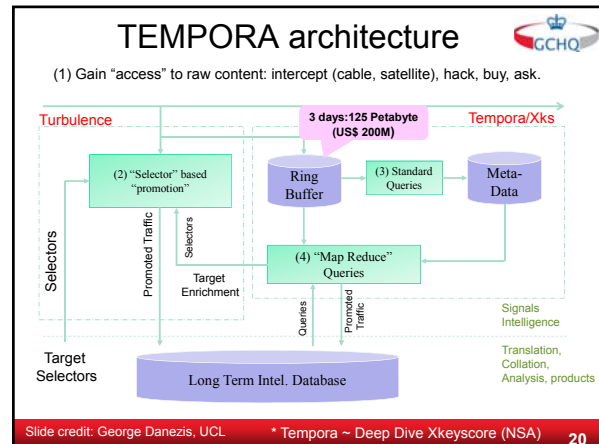 TEMPORA architecture
GCHQ
(1) Gain “access” to raw content: intercept (cable, satellite), hack, buy, ask.
Turbulence
3 days:125 Petabyte
(US$ 200M)
Tempora/Xks
(2) “Selector” based
“promotion”
Ring
Buffer
(3) Standard
Queries
Meta-
Data
Selectors
Promoted Traffic
Selectors
Target
Enrichment
(4) “Map Reduce”
Queries
Queries
Promoted
Traffic
Signals
Intelligence
Target
Selectors
Long Term Intel. Database
Translation,
Collation,
Analysis, products
Slide credit: George Danezis, UCL
* Tempora ~ Deep Dive Xkeyscore (NSA)
20